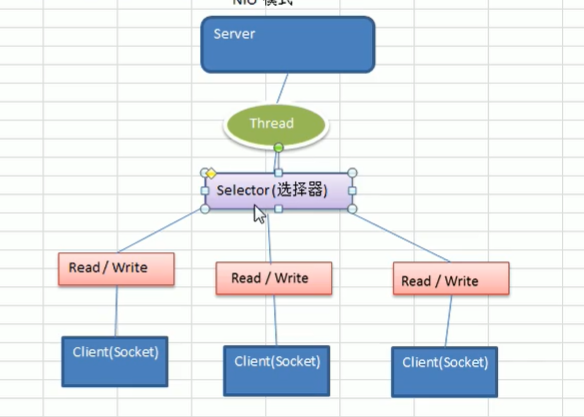 NIO 模式
Server
Thread
Selector(选择器)
Read / Write
Read / Write
Read / Write
Client(Socket)
Client(Socket)
Client(Socket)